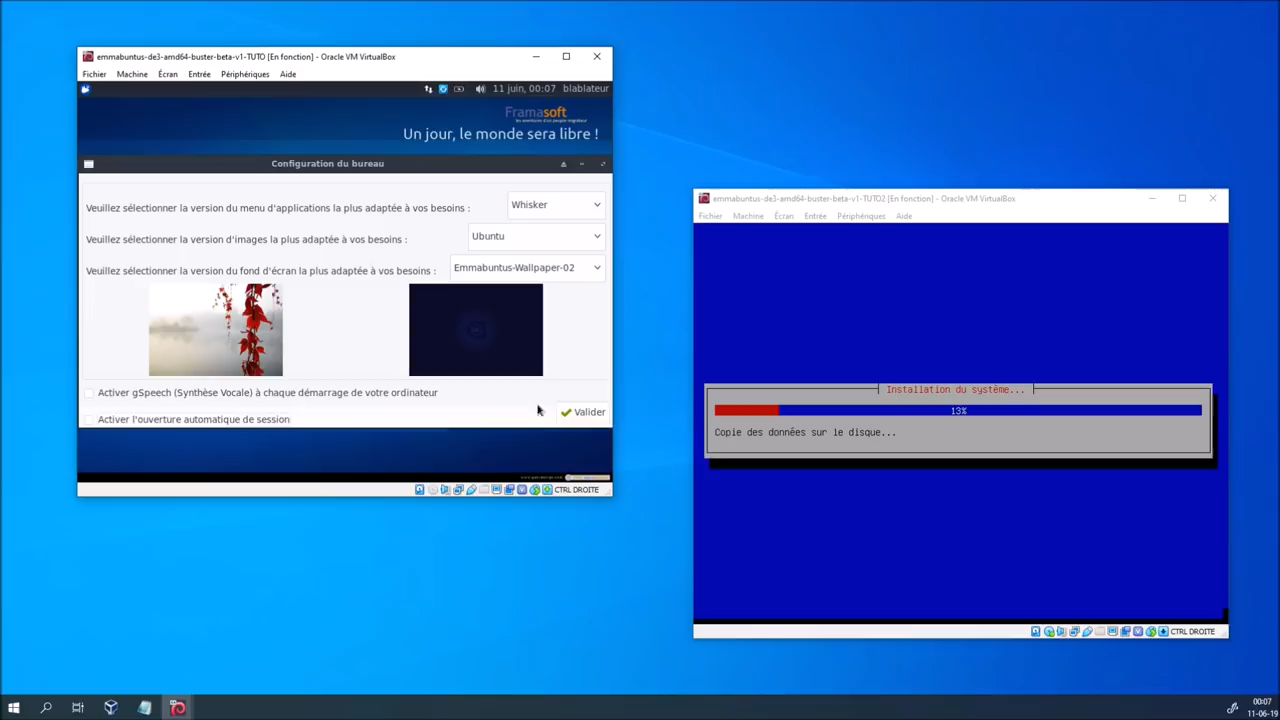 emmabuntus-de3-amd64-buster-beta-v1-TUTO [En fonction] - Oracle VM VirtualBox
Fichier Machine Écran Entrée Périphériques Aide
11 juin, 00:07 blablateur
Framasoft
Un jour, le monde sera libre !
Configuration du bureau
Veuillez sélectionner la version du menu d'applications la plus adaptée à vos besoins : Whisker
Veuillez sélectionner la version d'images la plus adaptée à vos besoins : Ubuntu
Veuillez sélectionner la version du fond d'écran la plus adaptée à vos besoins : Emmabuntus-Wallpaper-02
Activer gSpeech (Synthèse Vocale) à chaque démarrage de votre ordinateur
Valider
Activer l'ouverture automatique de session
CTRL DROITE
emmabuntus-de3-amd64-buster-beta-v1-TUTO2 [En fonction] - Oracle VM VirtualBox
Fichier Machine Écran Entrée Périphériques Aide
Installation du système...
13%
Copie des données sur le disque...
CTRL DROITE
00:07
11-06-19